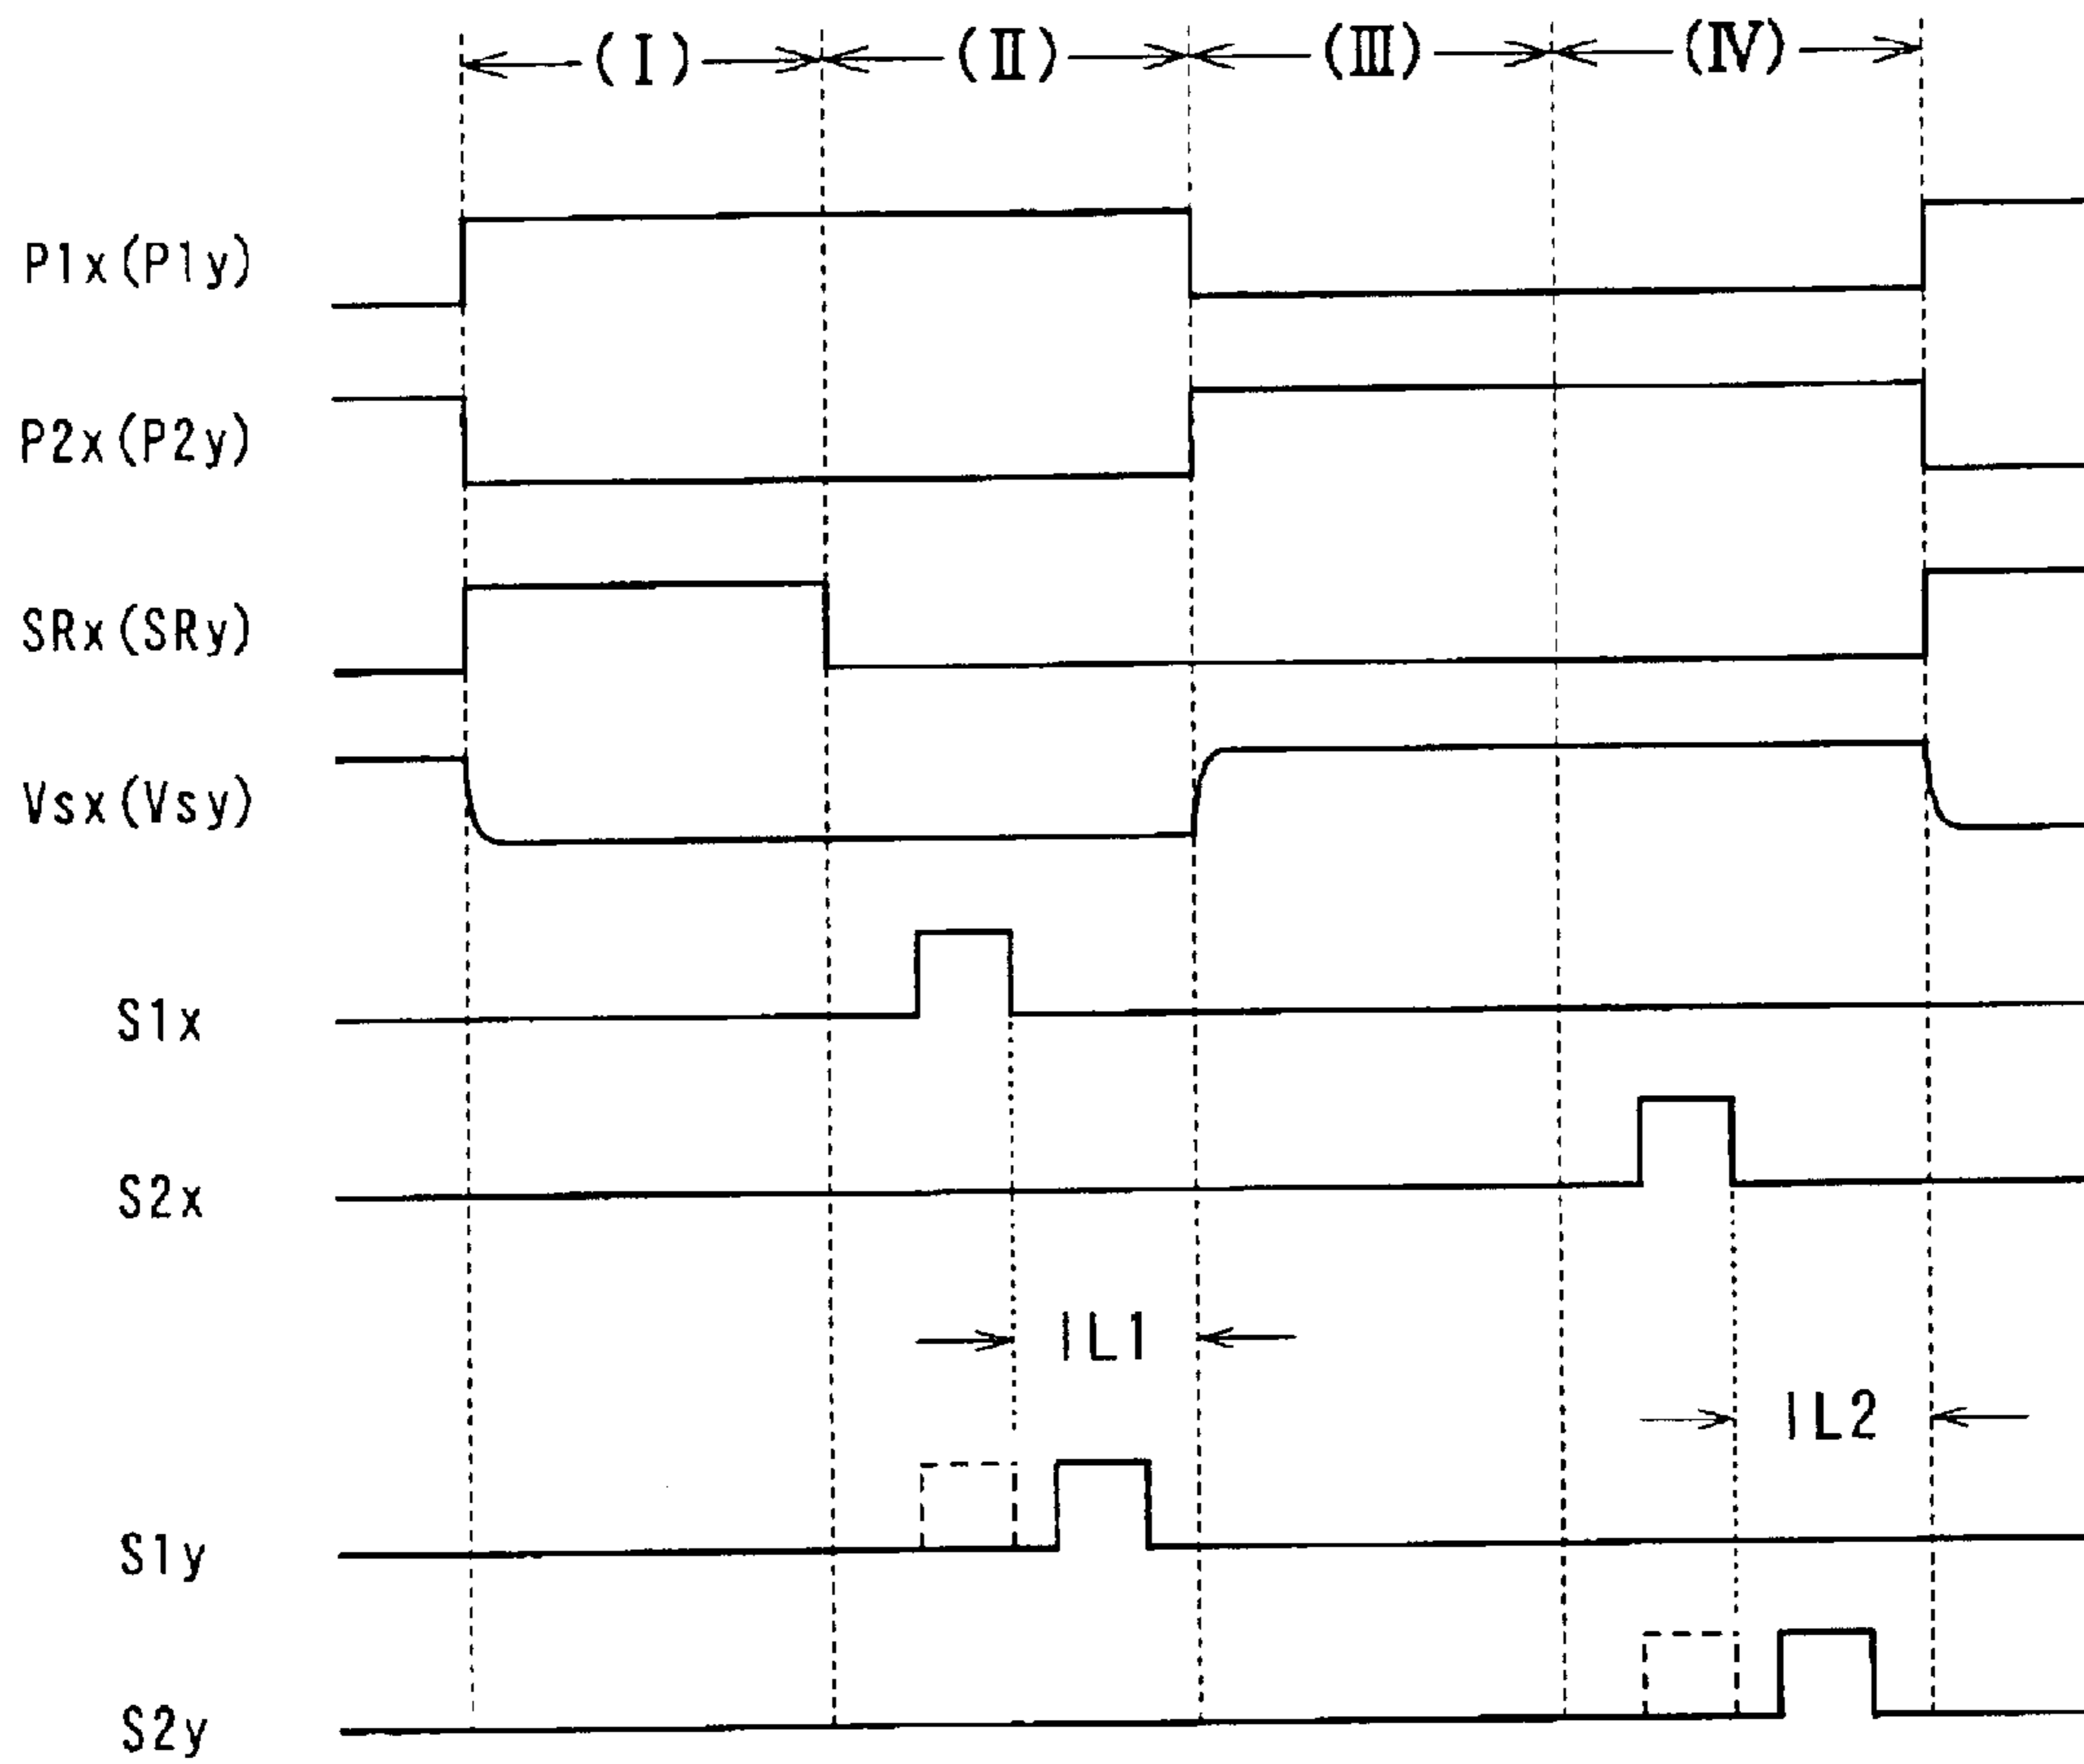 (Ⅰ) (Ⅱ) (Ⅲ) (Ⅳ)
P1x(P1y)
P2x(P2y)
SRx(SRy)
Vsx(Vsy)
S1x
S2x
IL1
IL2
S1y
S2y